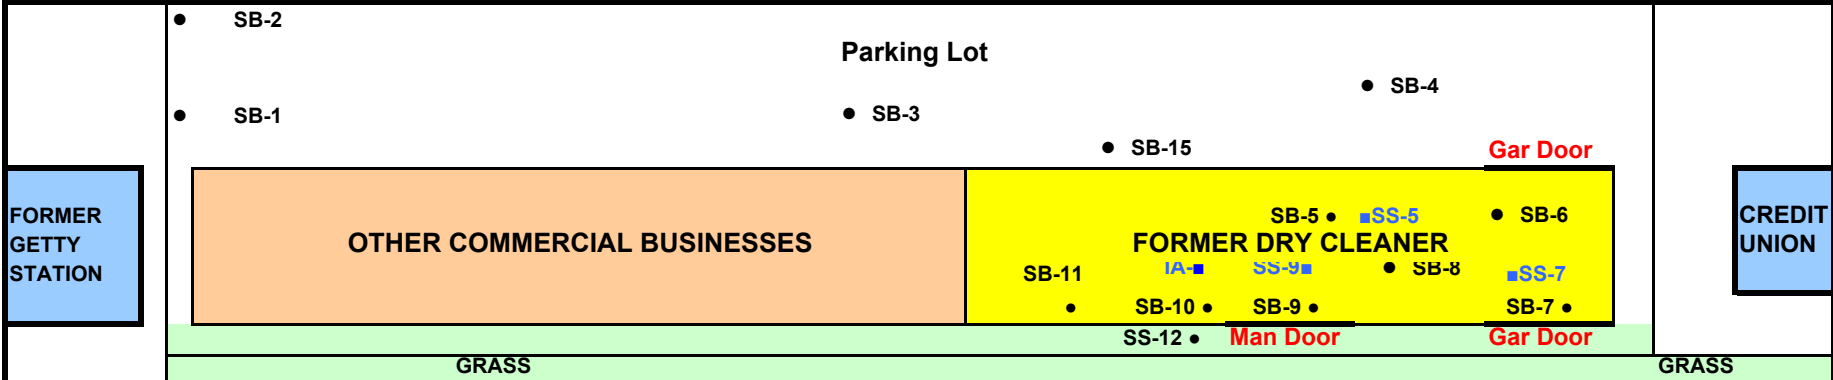 SB-2
Parking Lot
SB-4
SB-1
SB-3
SB-15
Gar Door
FORMER
GETTY
STATION
OTHER COMMERCIAL BUSINESSES
SB-5
SS-5
SB-6
FORMER DRY CLEANER
CREDIT
UNION
SB-11
IA-
SS-9
SB-8
SS-7
SB-10
SB-9
SB-7
SS-12
Man Door
Gar Door
GRASS
GRASS